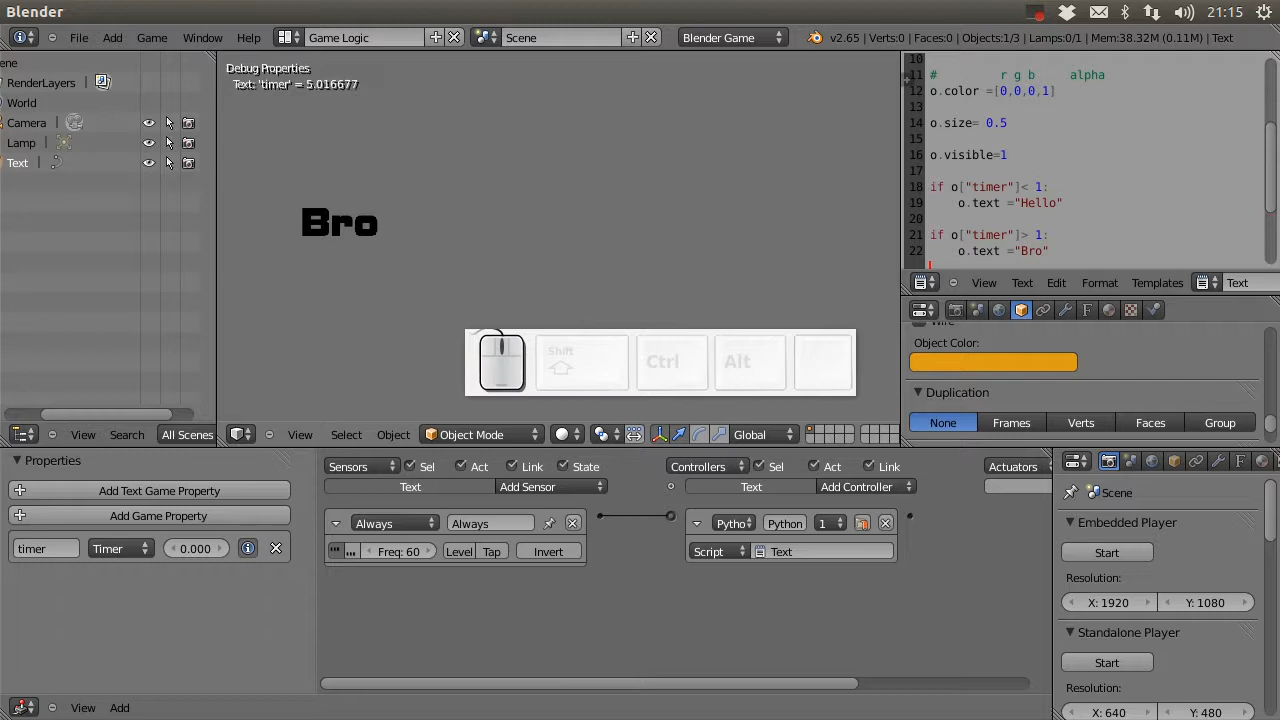 Blender
21:15
File Add Game Window Help Game Logic Scene Blender Game v2.65 | Verts:0 | Faces:0 | Objects:1/3 | Lamps:0/1 | Mem:38.32M (0.11M) | Text
ene
RenderLayers
World
Camera
Lamp
Text
View Search All Scenes
Debug Properties
Text: 'timer' = 5.016677
Bro
Shift Ctrl Alt
View Select Object Object Mode Global
10
11 # r g b alpha
12 o.color =[0,0,0,1]
13
14 o.size= 0.5
15
16 o.visible=1
17
18 if o["timer"]< 1:
19 o.text ="Hello"
20
21 if o["timer"]> 1:
22 o.text ="Bro"
View Text Edit Format Templates Text
Wire
Object Color:
Duplication
None Frames Verts Faces Group
Properties
Add Text Game Property
Add Game Property
timer Timer 0.000
Sensors Sel Act Link State Controllers Sel Act Link Actuators
Text Add Sensor Text Add Controller
Always Always Pytho Python 1
Freq: 60 Level Tap Invert Script Text
View Add
Scene
Embedded Player
Start
Resolution:
X: 1920 Y: 1080
Standalone Player
Start
Resolution:
X: 640 Y: 480